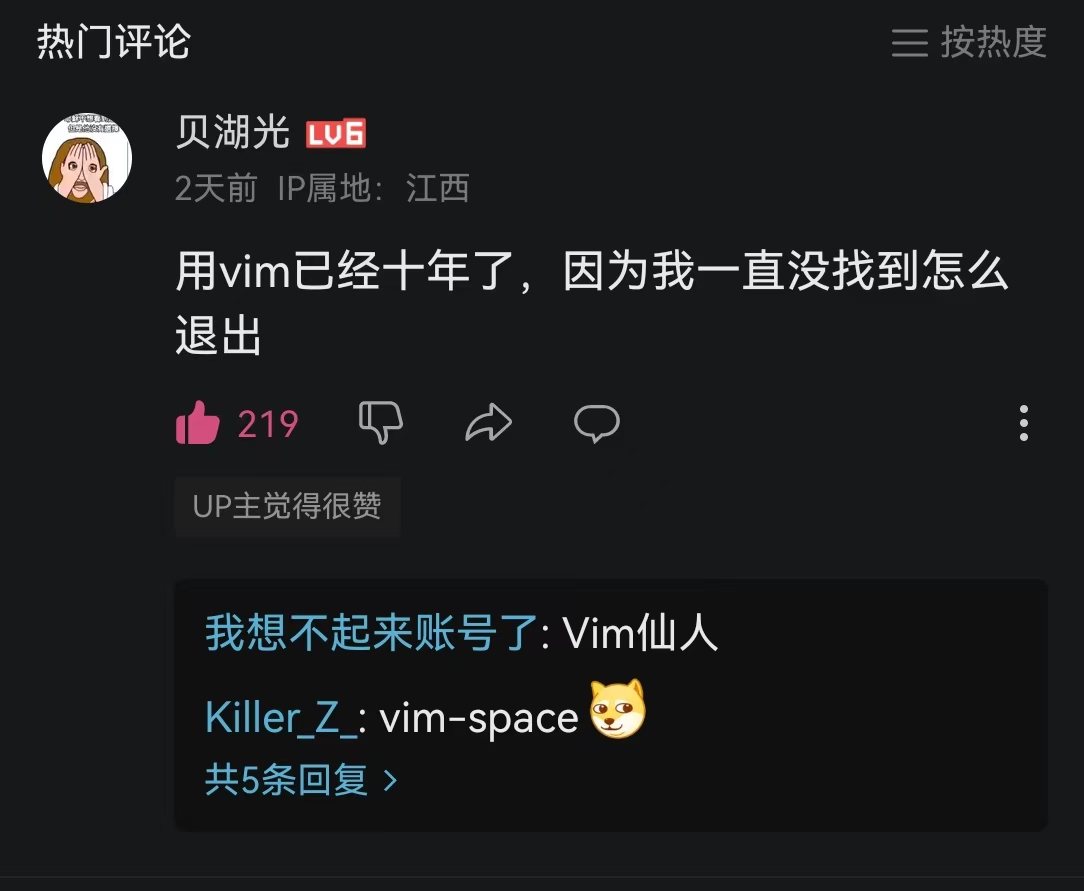 热门评论
按热度
贝湖光 LV6
2天前 IP属地：江西
用vim已经十年了，因为我一直没找到怎么
退出
219
UP主觉得很赞
我想不起来账号了: Vim仙人
Killer_Z_: vim-space
共5条回复 >